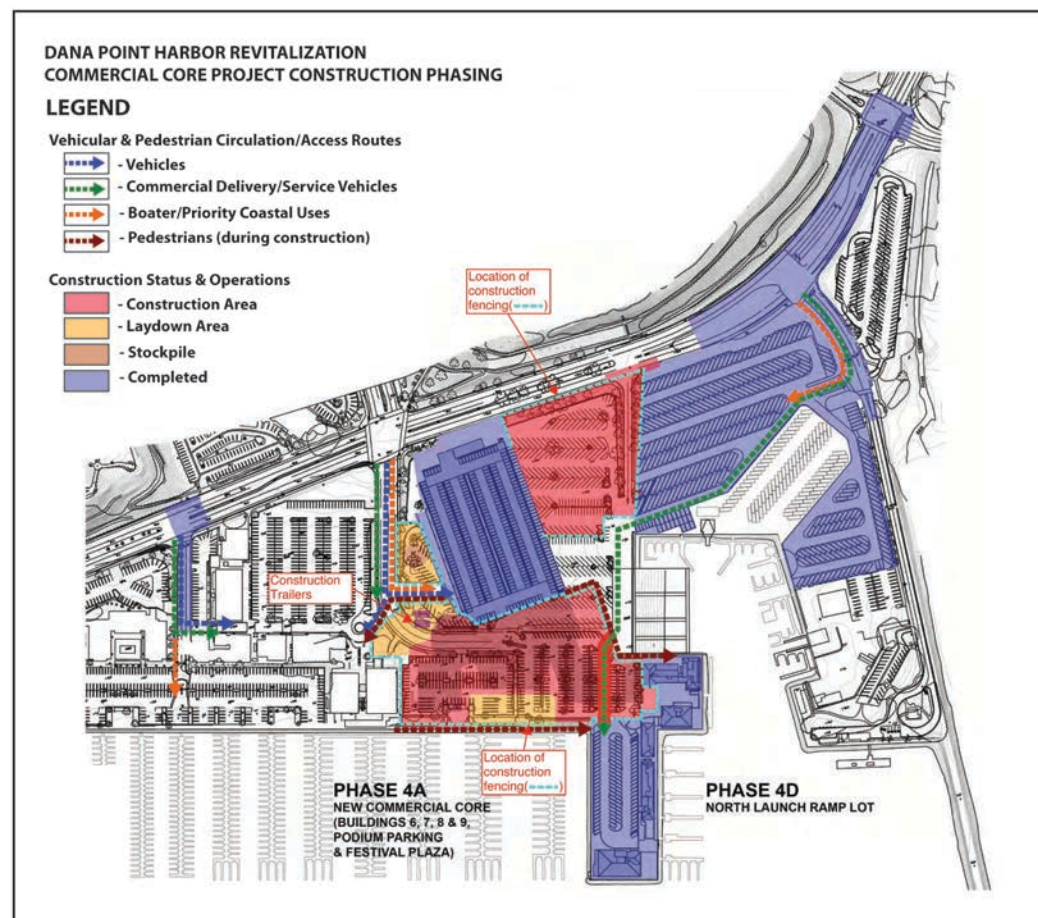 DANA POINT HARBOR REVITALIZATION
COMMERCIAL CORE PROJECT CONSTRUCTION PHASING
LEGEND
Vehicular & Pedestrian Circulation/Access Routes
- Vehicles
- Commercial Delivery/Service Vehicles
- Boater/Priority Coastal Uses
- Pedestrians (during construction)
Construction Status & Operations
- Construction Area
- Laydown Area
- Stockpile
- Completed
Location of
construction
fencing( )
Construction
Trailers
Location of
construction
fencing( )
PHASE 4A
NEW COMMERCIAL CORE
(BUILDINGS 6, 7, 8 & 9,
PODIUM PARKING
& FESTIVAL PLAZA)
PHASE 4D
NORTH LAUNCH RAMP LOT